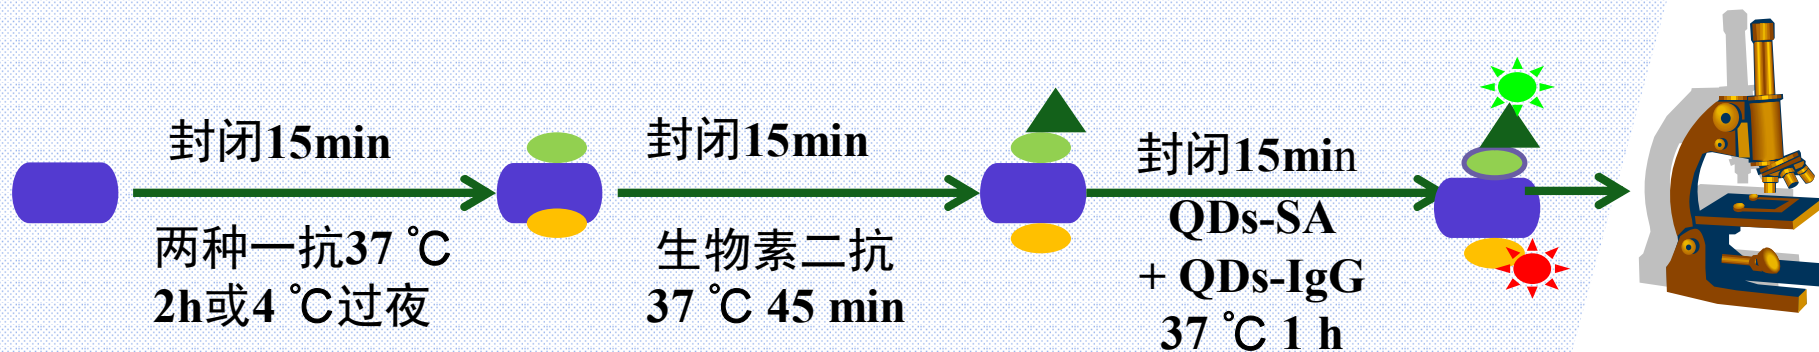 封闭15min
两种一抗37 ℃
2h或4 ℃过夜
封闭15min
生物素二抗
37 ℃ 45 min
封闭15min
QDs-SA
+ QDs-IgG
37 ℃ 1 h